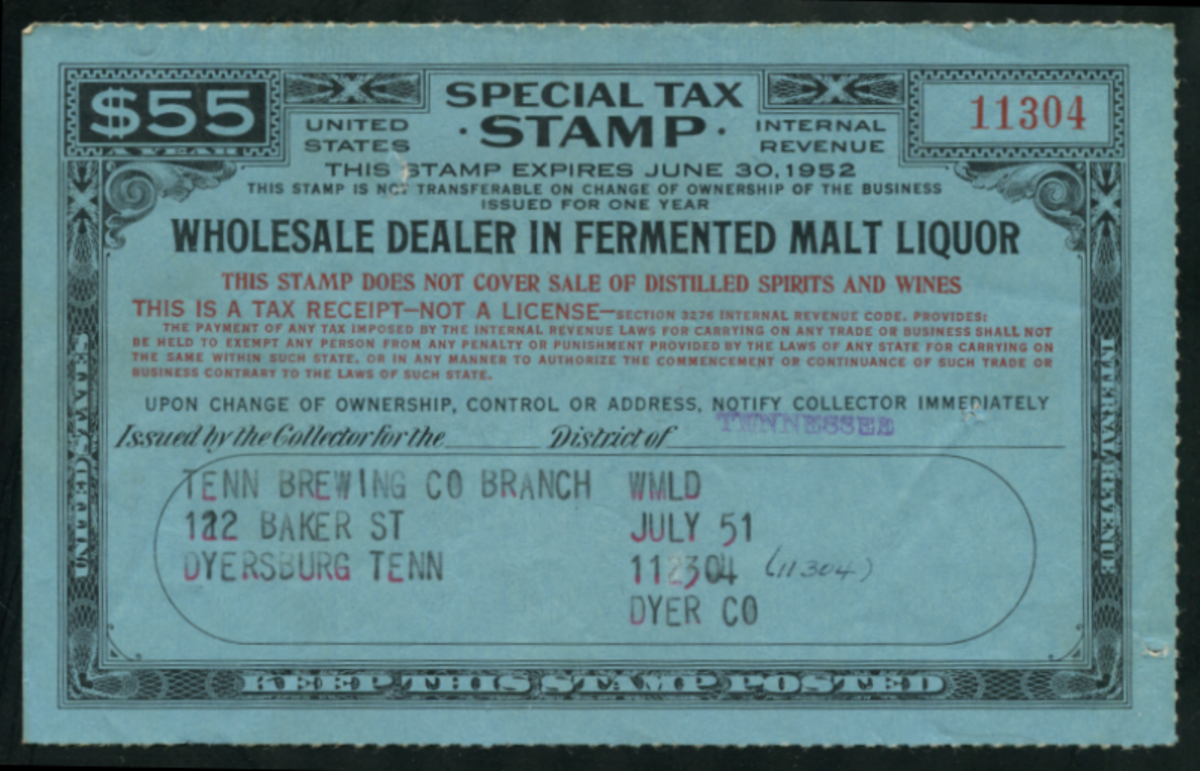 $55
A YEAR
UNITED STATES
SPECIAL TAX
· STAMP ·
INTERNAL REVENUE
11304
THIS STAMP EXPIRES JUNE 30, 1952
THIS STAMP IS NOT TRANSFERABLE ON CHANGE OF OWNERSHIP OF THE BUSINESS
ISSUED FOR ONE YEAR
WHOLESALE DEALER IN FERMENTED MALT LIQUOR
THIS STAMP DOES NOT COVER SALE OF DISTILLED SPIRITS AND WINES
THIS IS A TAX RECEIPT—NOT A LICENSE—SECTION 3276 INTERNAL REVENUE CODE, PROVIDES:
THE PAYMENT OF ANY TAX IMPOSED BY THE INTERNAL REVENUE LAWS FOR CARRYING ON ANY TRADE OR BUSINESS SHALL NOT
BE HELD TO EXEMPT ANY PERSON FROM ANY PENALTY OR PUNISHMENT PROVIDED BY THE LAWS OF ANY STATE FOR CARRYING ON
THE SAME WITHIN SUCH STATE, OR IN ANY MANNER TO AUTHORIZE THE COMMENCEMENT OR CONTINUANCE OF SUCH TRADE OR
BUSINESS CONTRARY TO THE LAWS OF SUCH STATE.
UPON CHANGE OF OWNERSHIP, CONTROL OR ADDRESS, NOTIFY COLLECTOR IMMEDIATELY
Issued by the Collector for the District of TENNESSEE
TENN BREWING CO BRANCH WMLD
122 BAKER ST JULY 51
DYERSBURG TENN 112304 (11304)
DYER CO
KEEP THIS STAMP POSTED
INTERNAL REVENUE